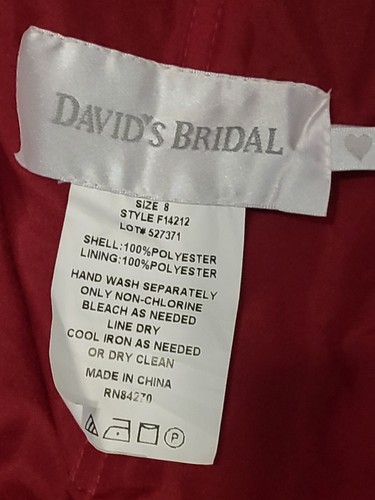 DAVID'S BRIDAL
SIZE 8
STYLE F14212
LOT# 527371
SHELL:100%POLYESTER
LINING:100%POLYESTER
HAND WASH SEPARATELY
ONLY NON-CHLORINE
BLEACH AS NEEDED
LINE DRY
COOL IRON AS NEEDED
OR DRY CLEAN
MADE IN CHINA
RN84270
P